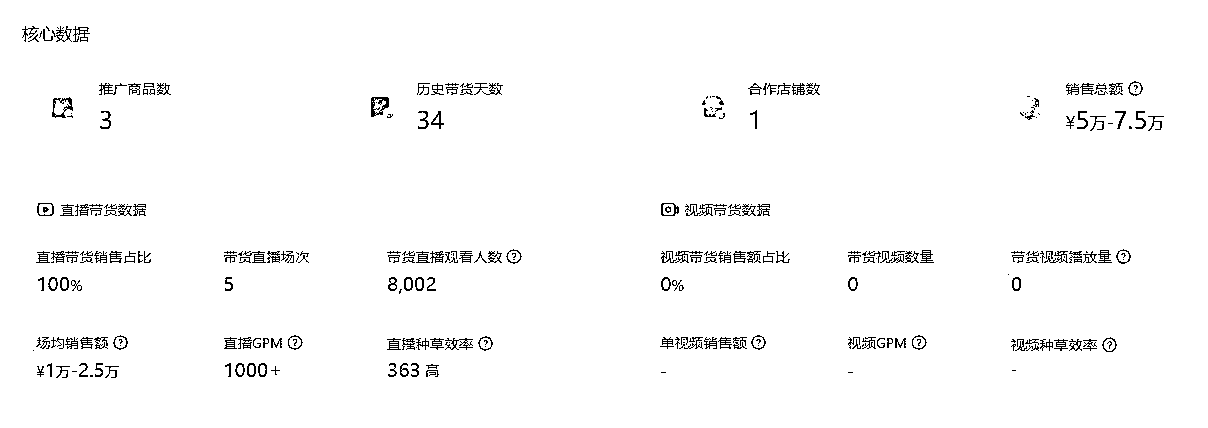 核心数据
推广商品数 历史带货天数 合作店铺数 销售总额
3 34 1 ¥5万-7.5万
直播带货数据 视频带货数据
直播带货销售占比 带货直播场次 带货直播观看人数 视频带货销售额占比 带货视频数量 带货视频播放量
100% 5 8,002 0% 0 0
场均销售额 直播GPM 直播种草效率 单视频销售额 视频GPM 视频种草效率
¥1万-2.5万 1000+ 363 高 - - -